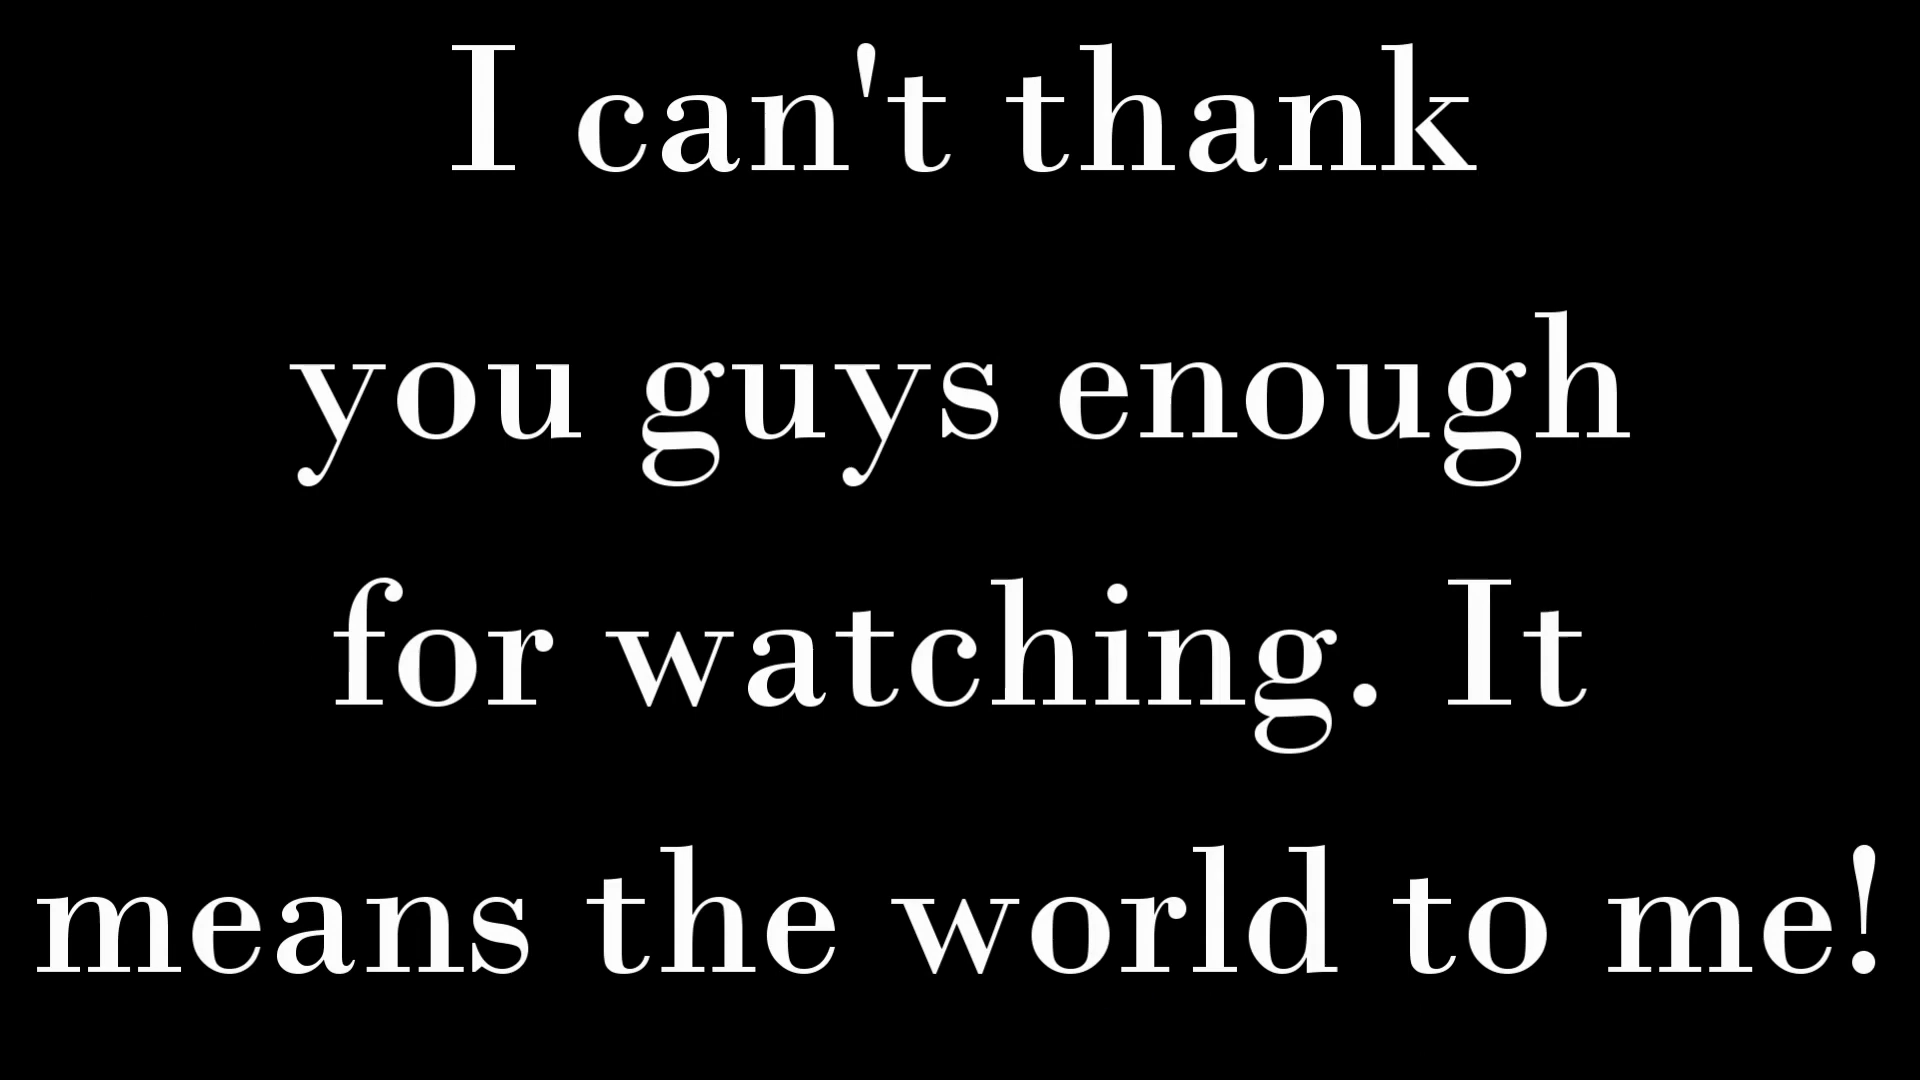 I can't thank
you guys enough
for watching. It
means the world to me!